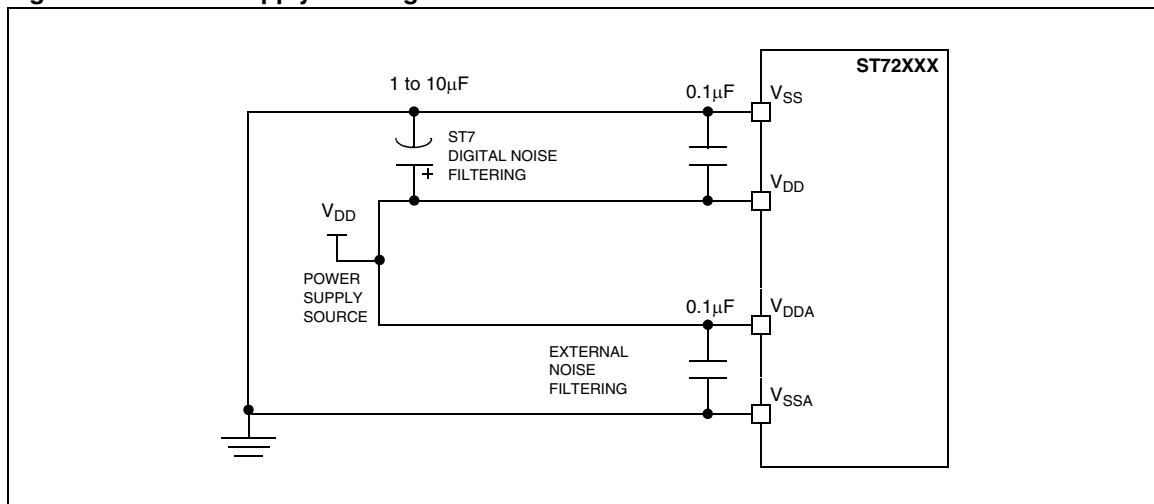 ST72XXX
1 to 10μF
0.1μF
VSS
ST7
DIGITAL NOISE
FILTERING
+
VDD
VDD
POWER
SUPPLY
SOURCE
0.1μF
VDDA
EXTERNAL
NOISE
FILTERING
VSSA